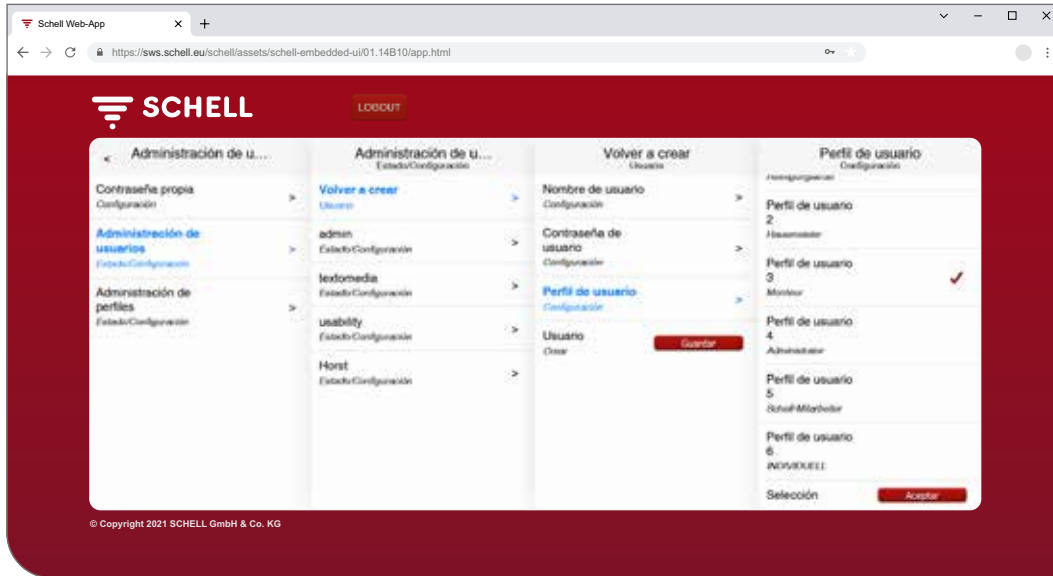 Schell Web-App
https://sws.schell.eu/schell/assets/schell-embedded-ui/01.14B10/app.html
SCHELL
LOGOUT
< Administración de u...
Contraseña propia >
Configuración
Administración de
usuarios >
Estado/Configuración
Administración de
perfiles >
Estado/Configuración
Administración de u...
Estado/Configuración
Volver a crear >
Usuario
admin >
Estado/Configuración
textomedia >
Estado/Configuración
usability >
Estado/Configuración
Horst >
Estado/Configuración
Volver a crear
Usuario
Nombre de usuario >
Configuración
Contraseña de
usuario >
Configuración
Perfil de usuario >
Configuración
Usuario Guardar
Crear
Perfil de usuario
Configuración
Perfil de usuario
2
Hausmeister
Perfil de usuario
3
Monteur
Perfil de usuario
4
Administrator
Perfil de usuario
5
Schell-Mitarbeiter
Perfil de usuario
6
INDIVIDUELL
Selección Aceptar
© Copyright 2021 SCHELL GmbH & Co. KG